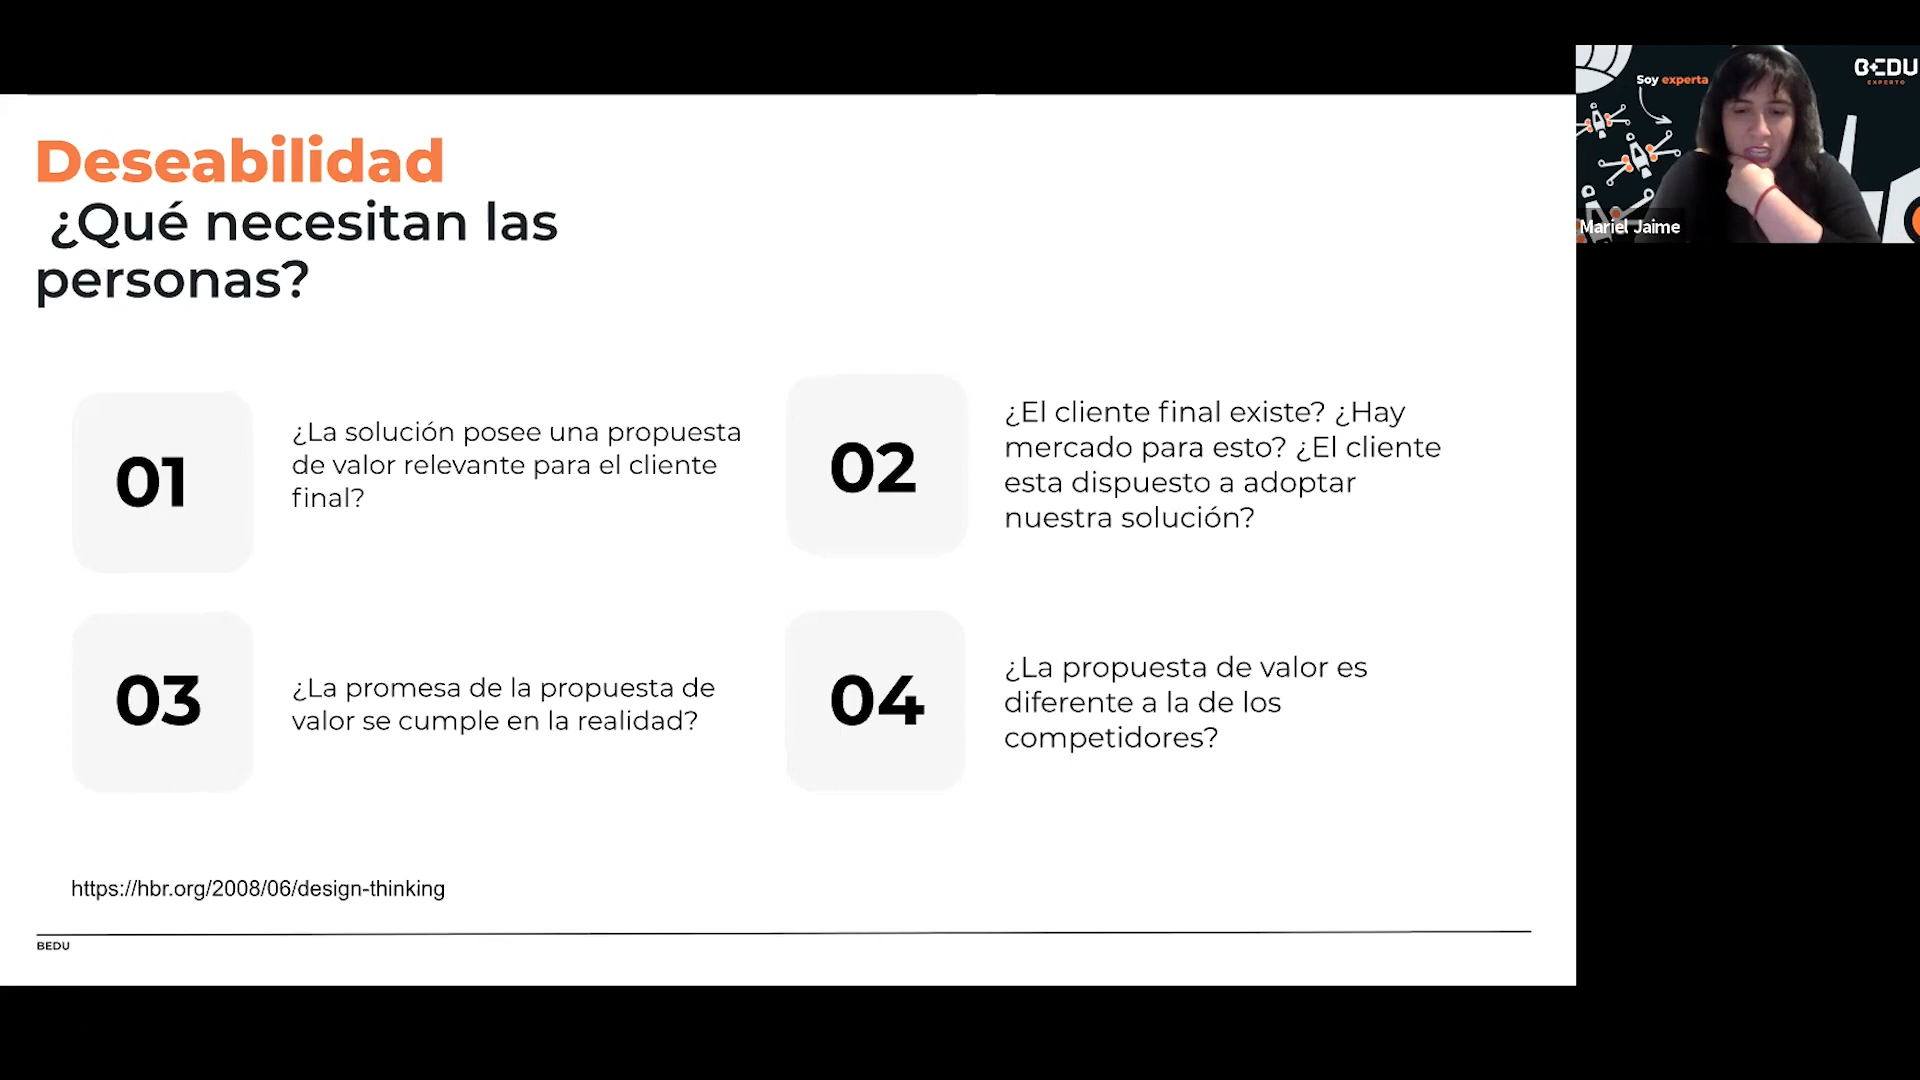 Deseabilidad
¿Qué necesitan las
personas?
01
¿La solución posee una propuesta
de valor relevante para el cliente
final?
02
¿El cliente final existe? ¿Hay
mercado para esto? ¿El cliente
esta dispuesto a adoptar
nuestra solución?
03
¿La promesa de la propuesta de
valor se cumple en la realidad?
04
¿La propuesta de valor es
diferente a la de los
competidores?
https://hbr.org/2008/06/design-thinking
BEDU
Soy experta
BEDU
EXPERTO
Mariel Jaime